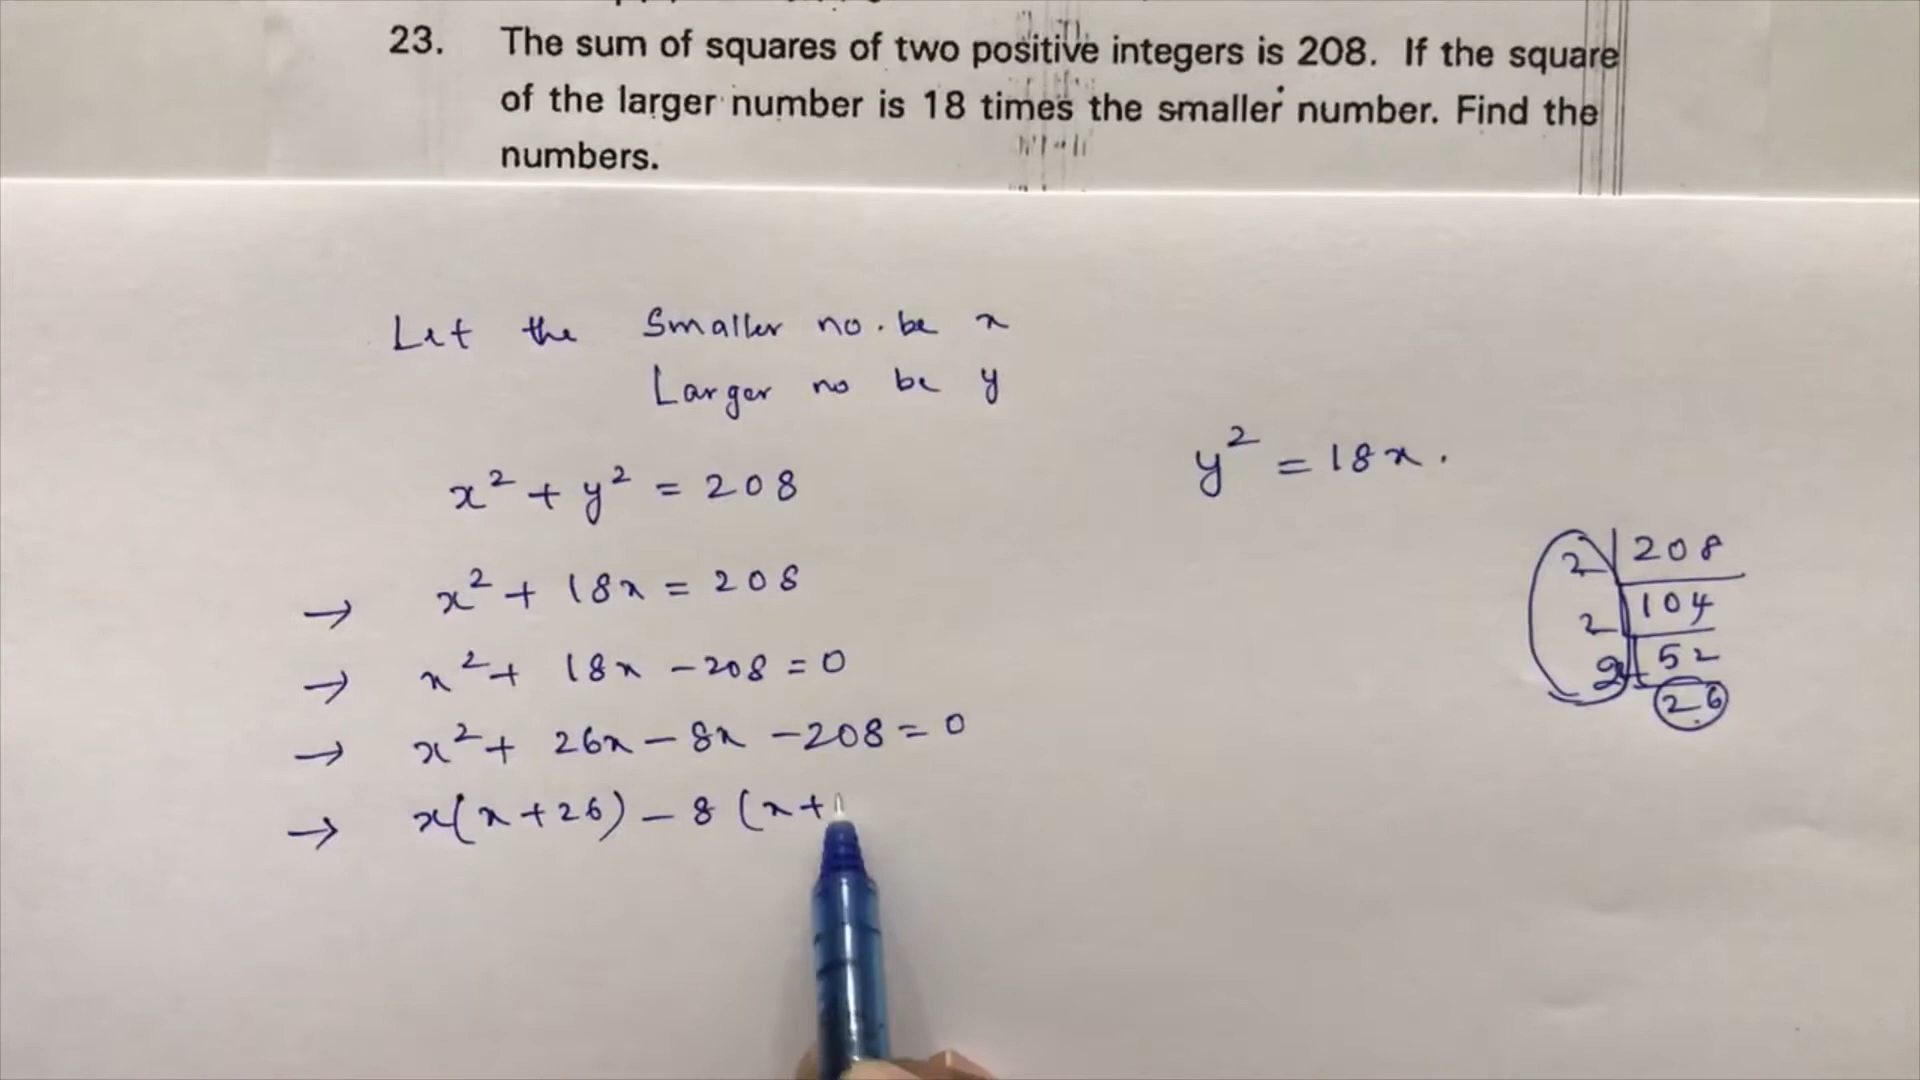 23. The sum of squares of two positive integers is 208. If the square
of the larger number is 18 times the smaller number. Find the
numbers.
Let the Smaller no. be x
Larger no be y
x² + y² = 208
y² = 18x.
→ x² + 18x = 208
→ x² + 18x - 208 = 0
→ x² + 26x - 8x - 208 = 0
→ x(x + 26) - 8 (x +
2 | 208
2 | 104
2 | 52
26